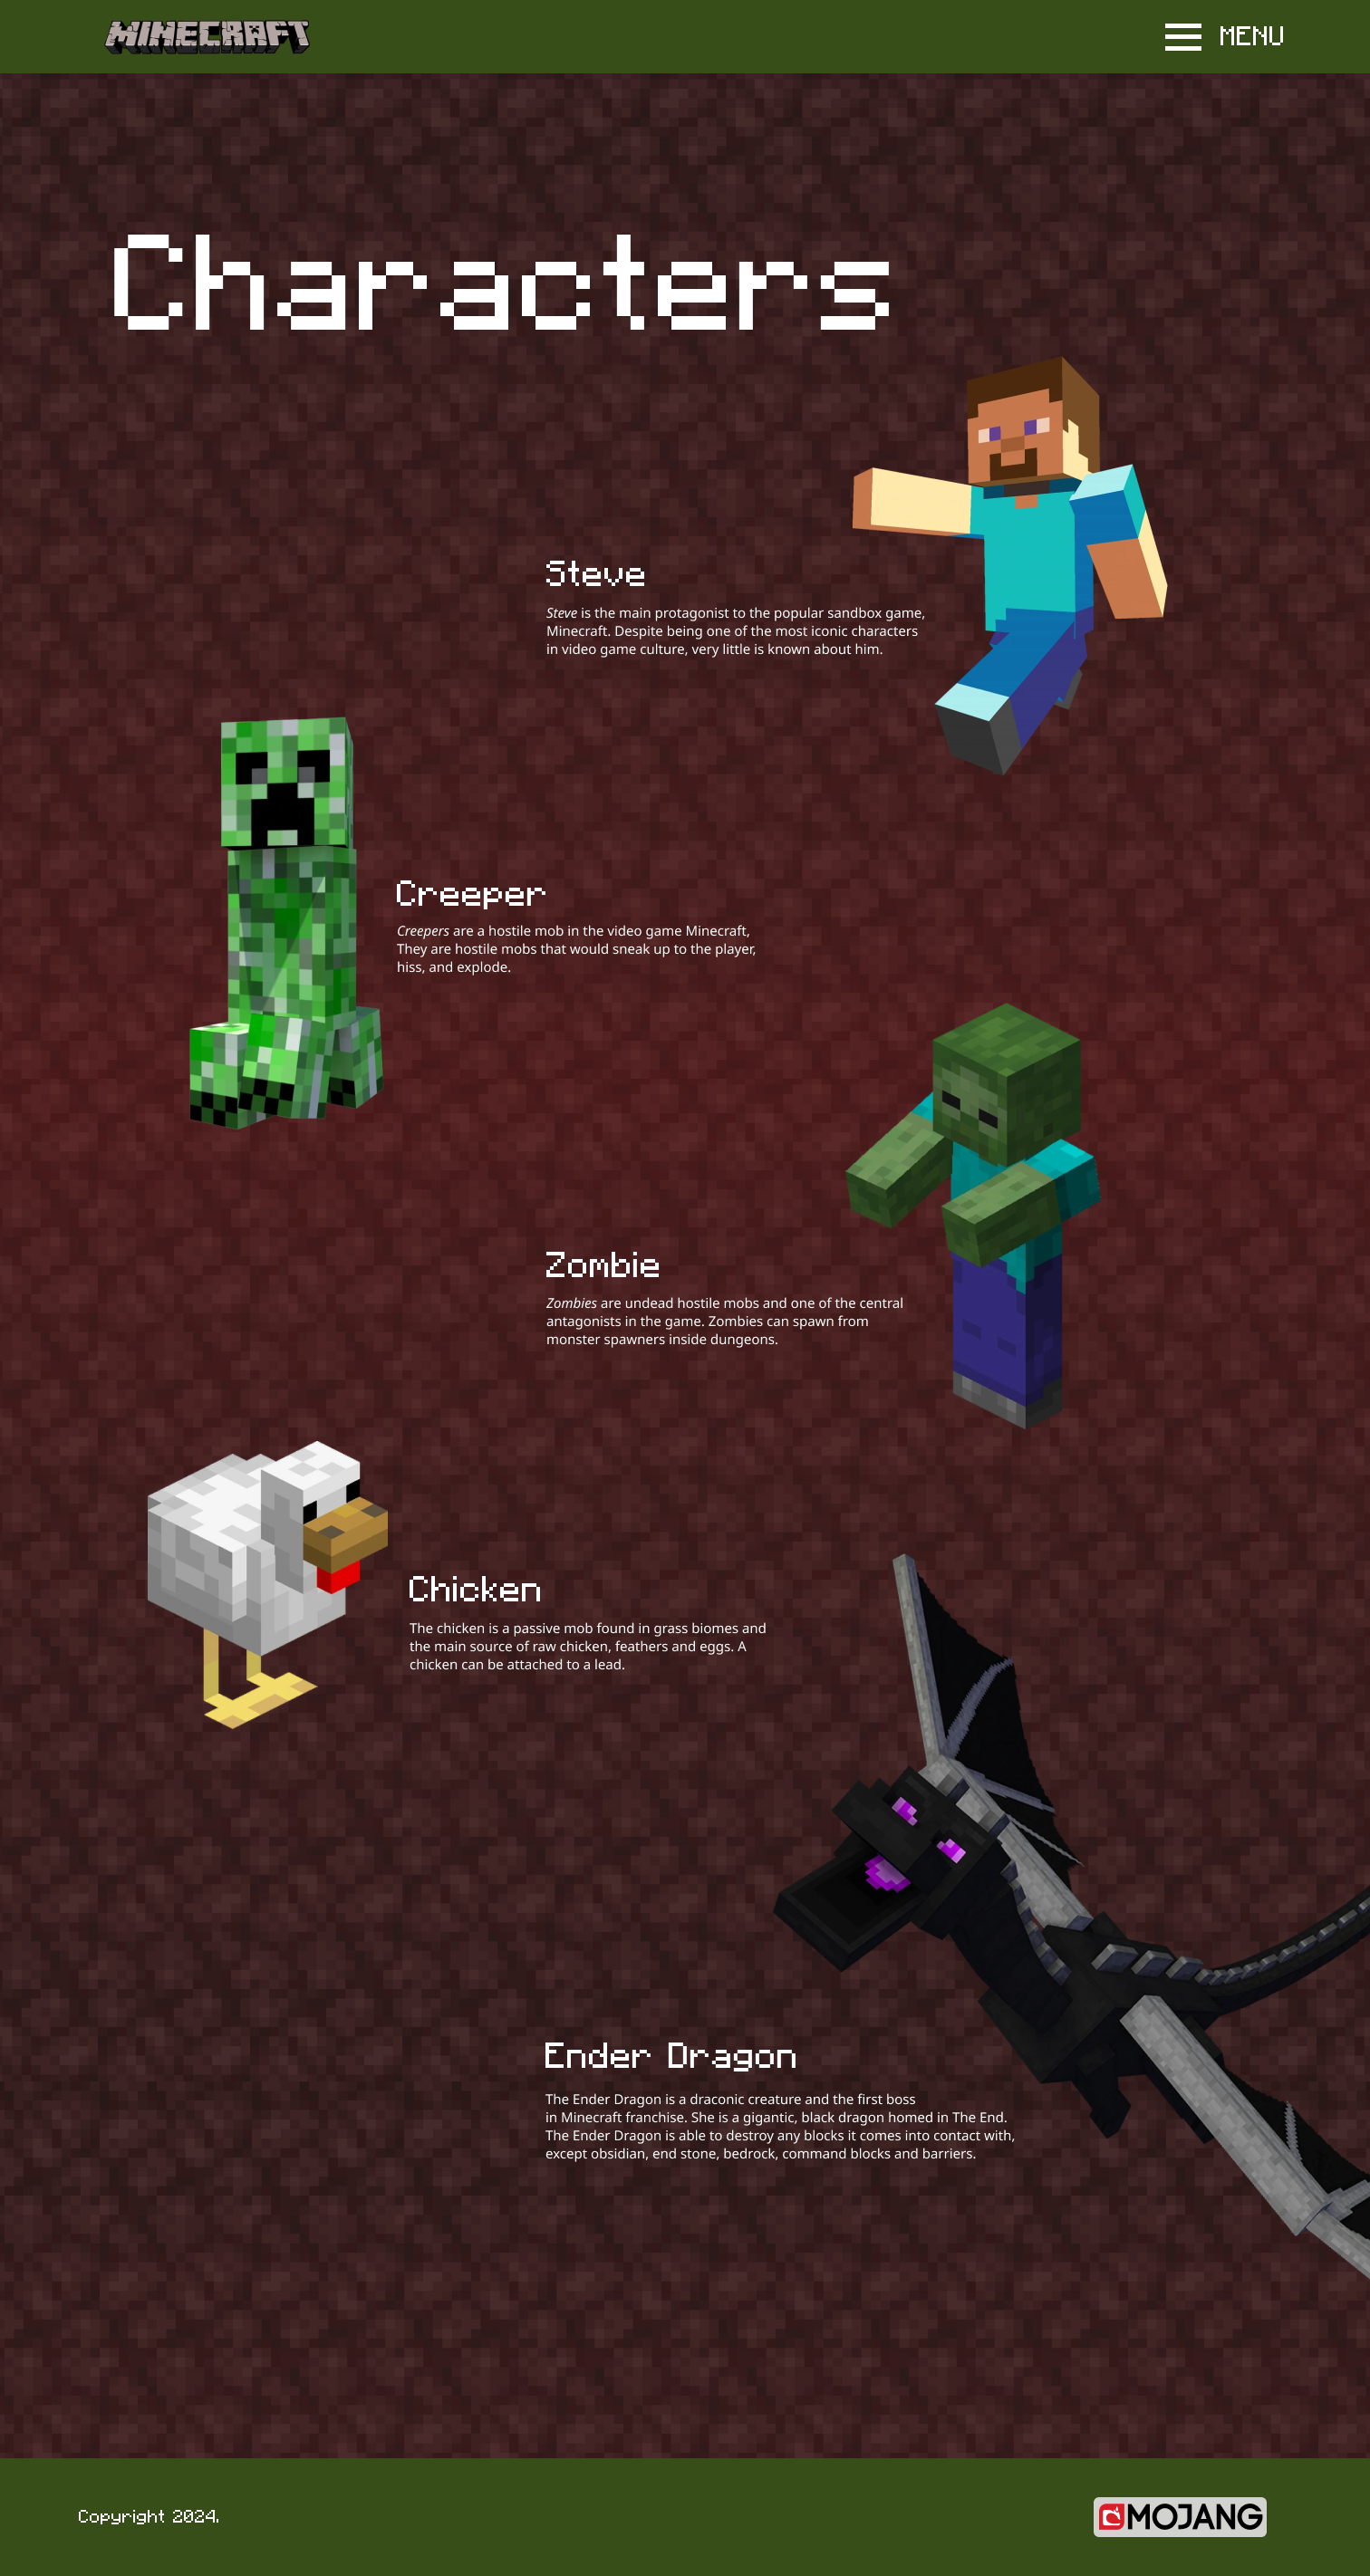 MINECRAFT
MENU
Characters
Steve
Steve is the main protagonist to the popular sandbox game,
Minecraft. Despite being one of the most iconic characters
in video game culture, very little is known about him.
Creeper
Creepers are a hostile mob in the video game Minecraft,
They are hostile mobs that would sneak up to the player,
hiss, and explode.
Zombie
Zombies are undead hostile mobs and one of the central
antagonists in the game. Zombies can spawn from
monster spawners inside dungeons.
Chicken
The chicken is a passive mob found in grass biomes and
the main source of raw chicken, feathers and eggs. A
chicken can be attached to a lead.
Ender Dragon
The Ender Dragon is a draconic creature and the first boss
in Minecraft franchise. She is a gigantic, black dragon homed in The End.
The Ender Dragon is able to destroy any blocks it comes into contact with,
except obsidian, end stone, bedrock, command blocks and barriers.
Copyright 2024.
MOJANG